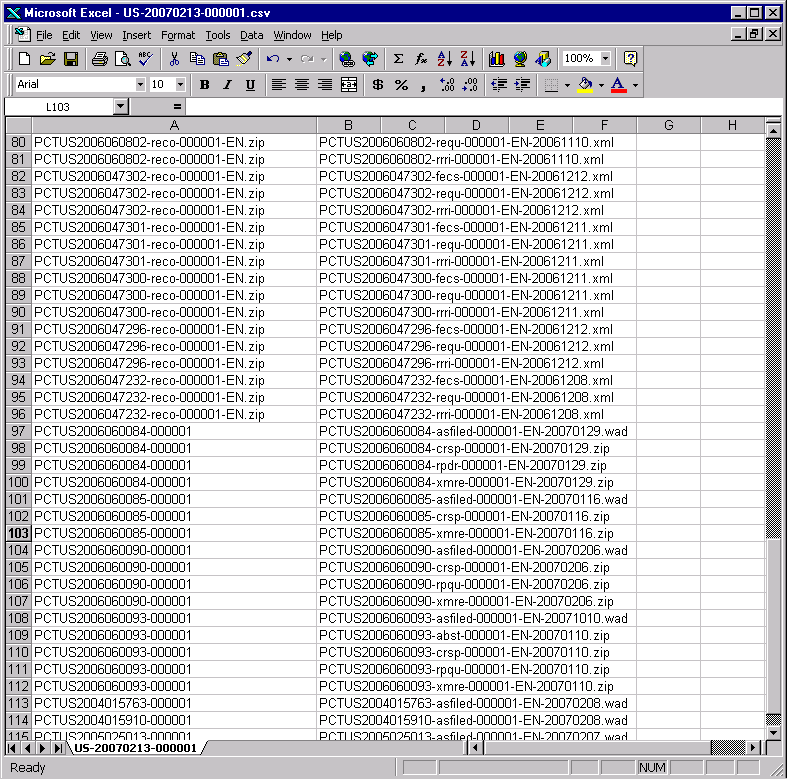 Microsoft Excel - US-20070213-000001.csv
File Edit View Insert Format Tools Data Window Help
100%
Arial 10 B I U $ % ,
L103 =
A B C D E F G H
80 PCTUS2006060802-reco-000001-EN.zip PCTUS2006060802-requ-000001-EN-20061110.xml
81 PCTUS2006060802-reco-000001-EN.zip PCTUS2006060802-rrri-000001-EN-20061110.xml
82 PCTUS2006047302-reco-000001-EN.zip PCTUS2006047302-fecs-000001-EN-20061212.xml
83 PCTUS2006047302-reco-000001-EN.zip PCTUS2006047302-requ-000001-EN-20061212.xml
84 PCTUS2006047302-reco-000001-EN.zip PCTUS2006047302-rrri-000001-EN-20061212.xml
85 PCTUS2006047301-reco-000001-EN.zip PCTUS2006047301-fecs-000001-EN-20061211.xml
86 PCTUS2006047301-reco-000001-EN.zip PCTUS2006047301-requ-000001-EN-20061211.xml
87 PCTUS2006047301-reco-000001-EN.zip PCTUS2006047301-rrri-000001-EN-20061211.xml
88 PCTUS2006047300-reco-000001-EN.zip PCTUS2006047300-fecs-000001-EN-20061211.xml
89 PCTUS2006047300-reco-000001-EN.zip PCTUS2006047300-requ-000001-EN-20061211.xml
90 PCTUS2006047300-reco-000001-EN.zip PCTUS2006047300-rrri-000001-EN-20061211.xml
91 PCTUS2006047296-reco-000001-EN.zip PCTUS2006047296-fecs-000001-EN-20061212.xml
92 PCTUS2006047296-reco-000001-EN.zip PCTUS2006047296-requ-000001-EN-20061212.xml
93 PCTUS2006047296-reco-000001-EN.zip PCTUS2006047296-rrri-000001-EN-20061212.xml
94 PCTUS2006047232-reco-000001-EN.zip PCTUS2006047232-fecs-000001-EN-20061208.xml
95 PCTUS2006047232-reco-000001-EN.zip PCTUS2006047232-requ-000001-EN-20061208.xml
96 PCTUS2006047232-reco-000001-EN.zip PCTUS2006047232-rrri-000001-EN-20061208.xml
97 PCTUS2006060084-000001 PCTUS2006060084-asfiled-000001-EN-20070129.wad
98 PCTUS2006060084-000001 PCTUS2006060084-crsp-000001-EN-20070129.zip
99 PCTUS2006060084-000001 PCTUS2006060084-rpdr-000001-EN-20070129.zip
100 PCTUS2006060084-000001 PCTUS2006060084-xmre-000001-EN-20070129.zip
101 PCTUS2006060085-000001 PCTUS2006060085-asfiled-000001-EN-20070116.wad
102 PCTUS2006060085-000001 PCTUS2006060085-crsp-000001-EN-20070116.zip
103 PCTUS2006060085-000001 PCTUS2006060085-xmre-000001-EN-20070116.zip
104 PCTUS2006060090-000001 PCTUS2006060090-asfiled-000001-EN-20070206.wad
105 PCTUS2006060090-000001 PCTUS2006060090-crsp-000001-EN-20070206.zip
106 PCTUS2006060090-000001 PCTUS2006060090-rpqu-000001-EN-20070206.zip
107 PCTUS2006060090-000001 PCTUS2006060090-xmre-000001-EN-20070206.zip
108 PCTUS2006060093-000001 PCTUS2006060093-asfiled-000001-EN-20071010.wad
109 PCTUS2006060093-000001 PCTUS2006060093-abst-000001-EN-20070110.zip
110 PCTUS2006060093-000001 PCTUS2006060093-crsp-000001-EN-20070110.zip
111 PCTUS2006060093-000001 PCTUS2006060093-rpqu-000001-EN-20070110.zip
112 PCTUS2006060093-000001 PCTUS2006060093-xmre-000001-EN-20070110.zip
113 PCTUS2004015763-000001 PCTUS2004015763-asfiled-000001-EN-20070208.wad
114 PCTUS2004015910-000001 PCTUS2004015910-asfiled-000001-EN-20070208.wad
115 PCTUS2005025013-000001 PCTUS2005025013-asfiled-000001-EN-20070207.wad
US-20070213-000001
Ready NUM